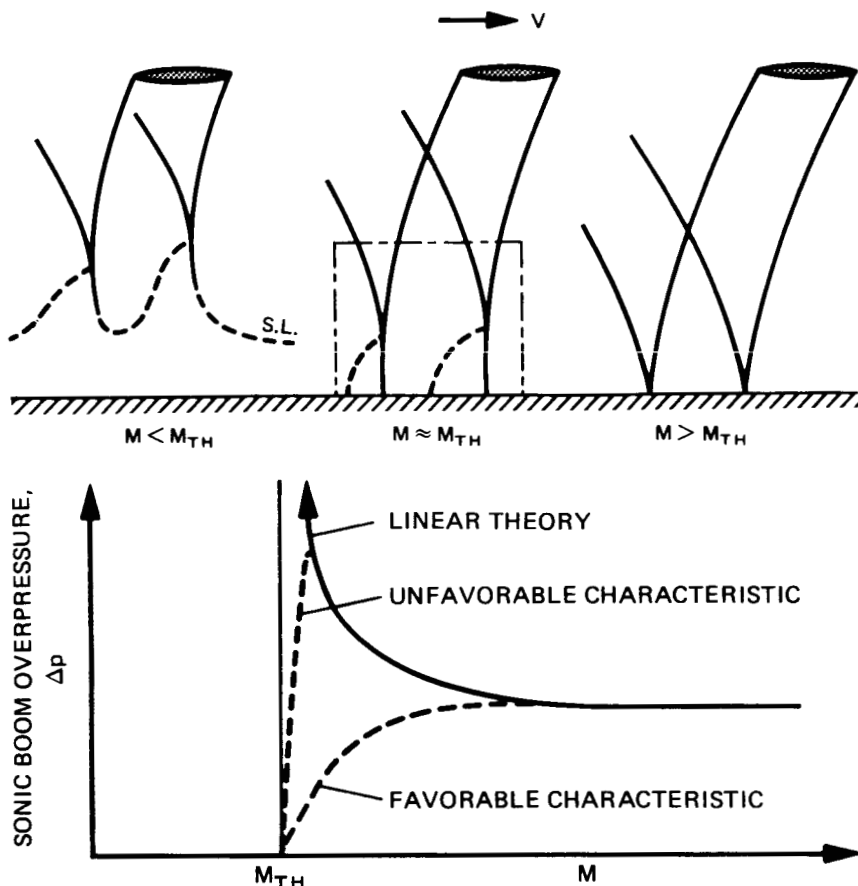 V
S.L.
M < M_TH
M ≈ M_TH
M > M_TH
SONIC BOOM OVERPRESSURE,
Δp
LINEAR THEORY
UNFAVORABLE CHARACTERISTIC
FAVORABLE CHARACTERISTIC
M_TH
M